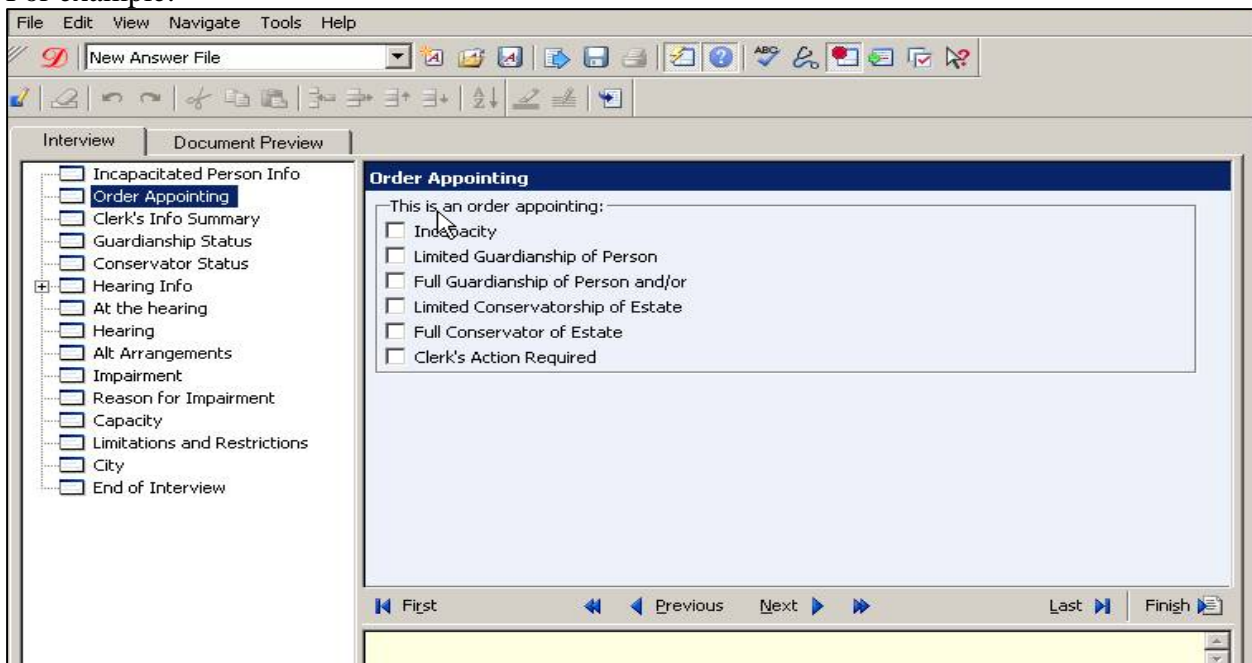 For example:
File Edit View Navigate Tools Help
New Answer File
ABC
Interview Document Preview
Incapacitated Person Info
Order Appointing
Clerk's Info Summary
Guardianship Status
Conservator Status
Hearing Info
At the hearing
Hearing
Alt Arrangements
Impairment
Reason for Impairment
Capacity
Limitations and Restrictions
City
End of Interview
Order Appointing
This is an order appointing:
Incapacity
Limited Guardianship of Person
Full Guardianship of Person and/or
Limited Conservatorship of Estate
Full Conservator of Estate
Clerk's Action Required
First Previous Next Last Finish